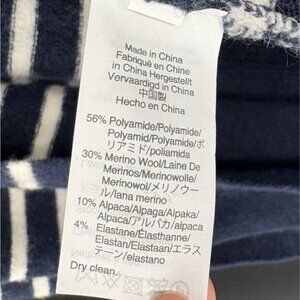 Made in China
Fabriqué en Chine
in China Hergestellt
Vervaardigd in China
中国製
Hecho en China
56% Polyamide/Polyamide/
Polyamid/Polyamide/ポ
リアミド/poliamida
30% Merino Wool/Laine De
Merinos/Merinowolle/
Merinowol/メリノウー
ル/lana merino
10% Alpaca/Alpaga/Alpaka/
Alpaca/アルパカ/alpaca
4% Elastane/Élasthanne/
Elastan/Elastaan/エラス
テーン/elastano
Dry clean.